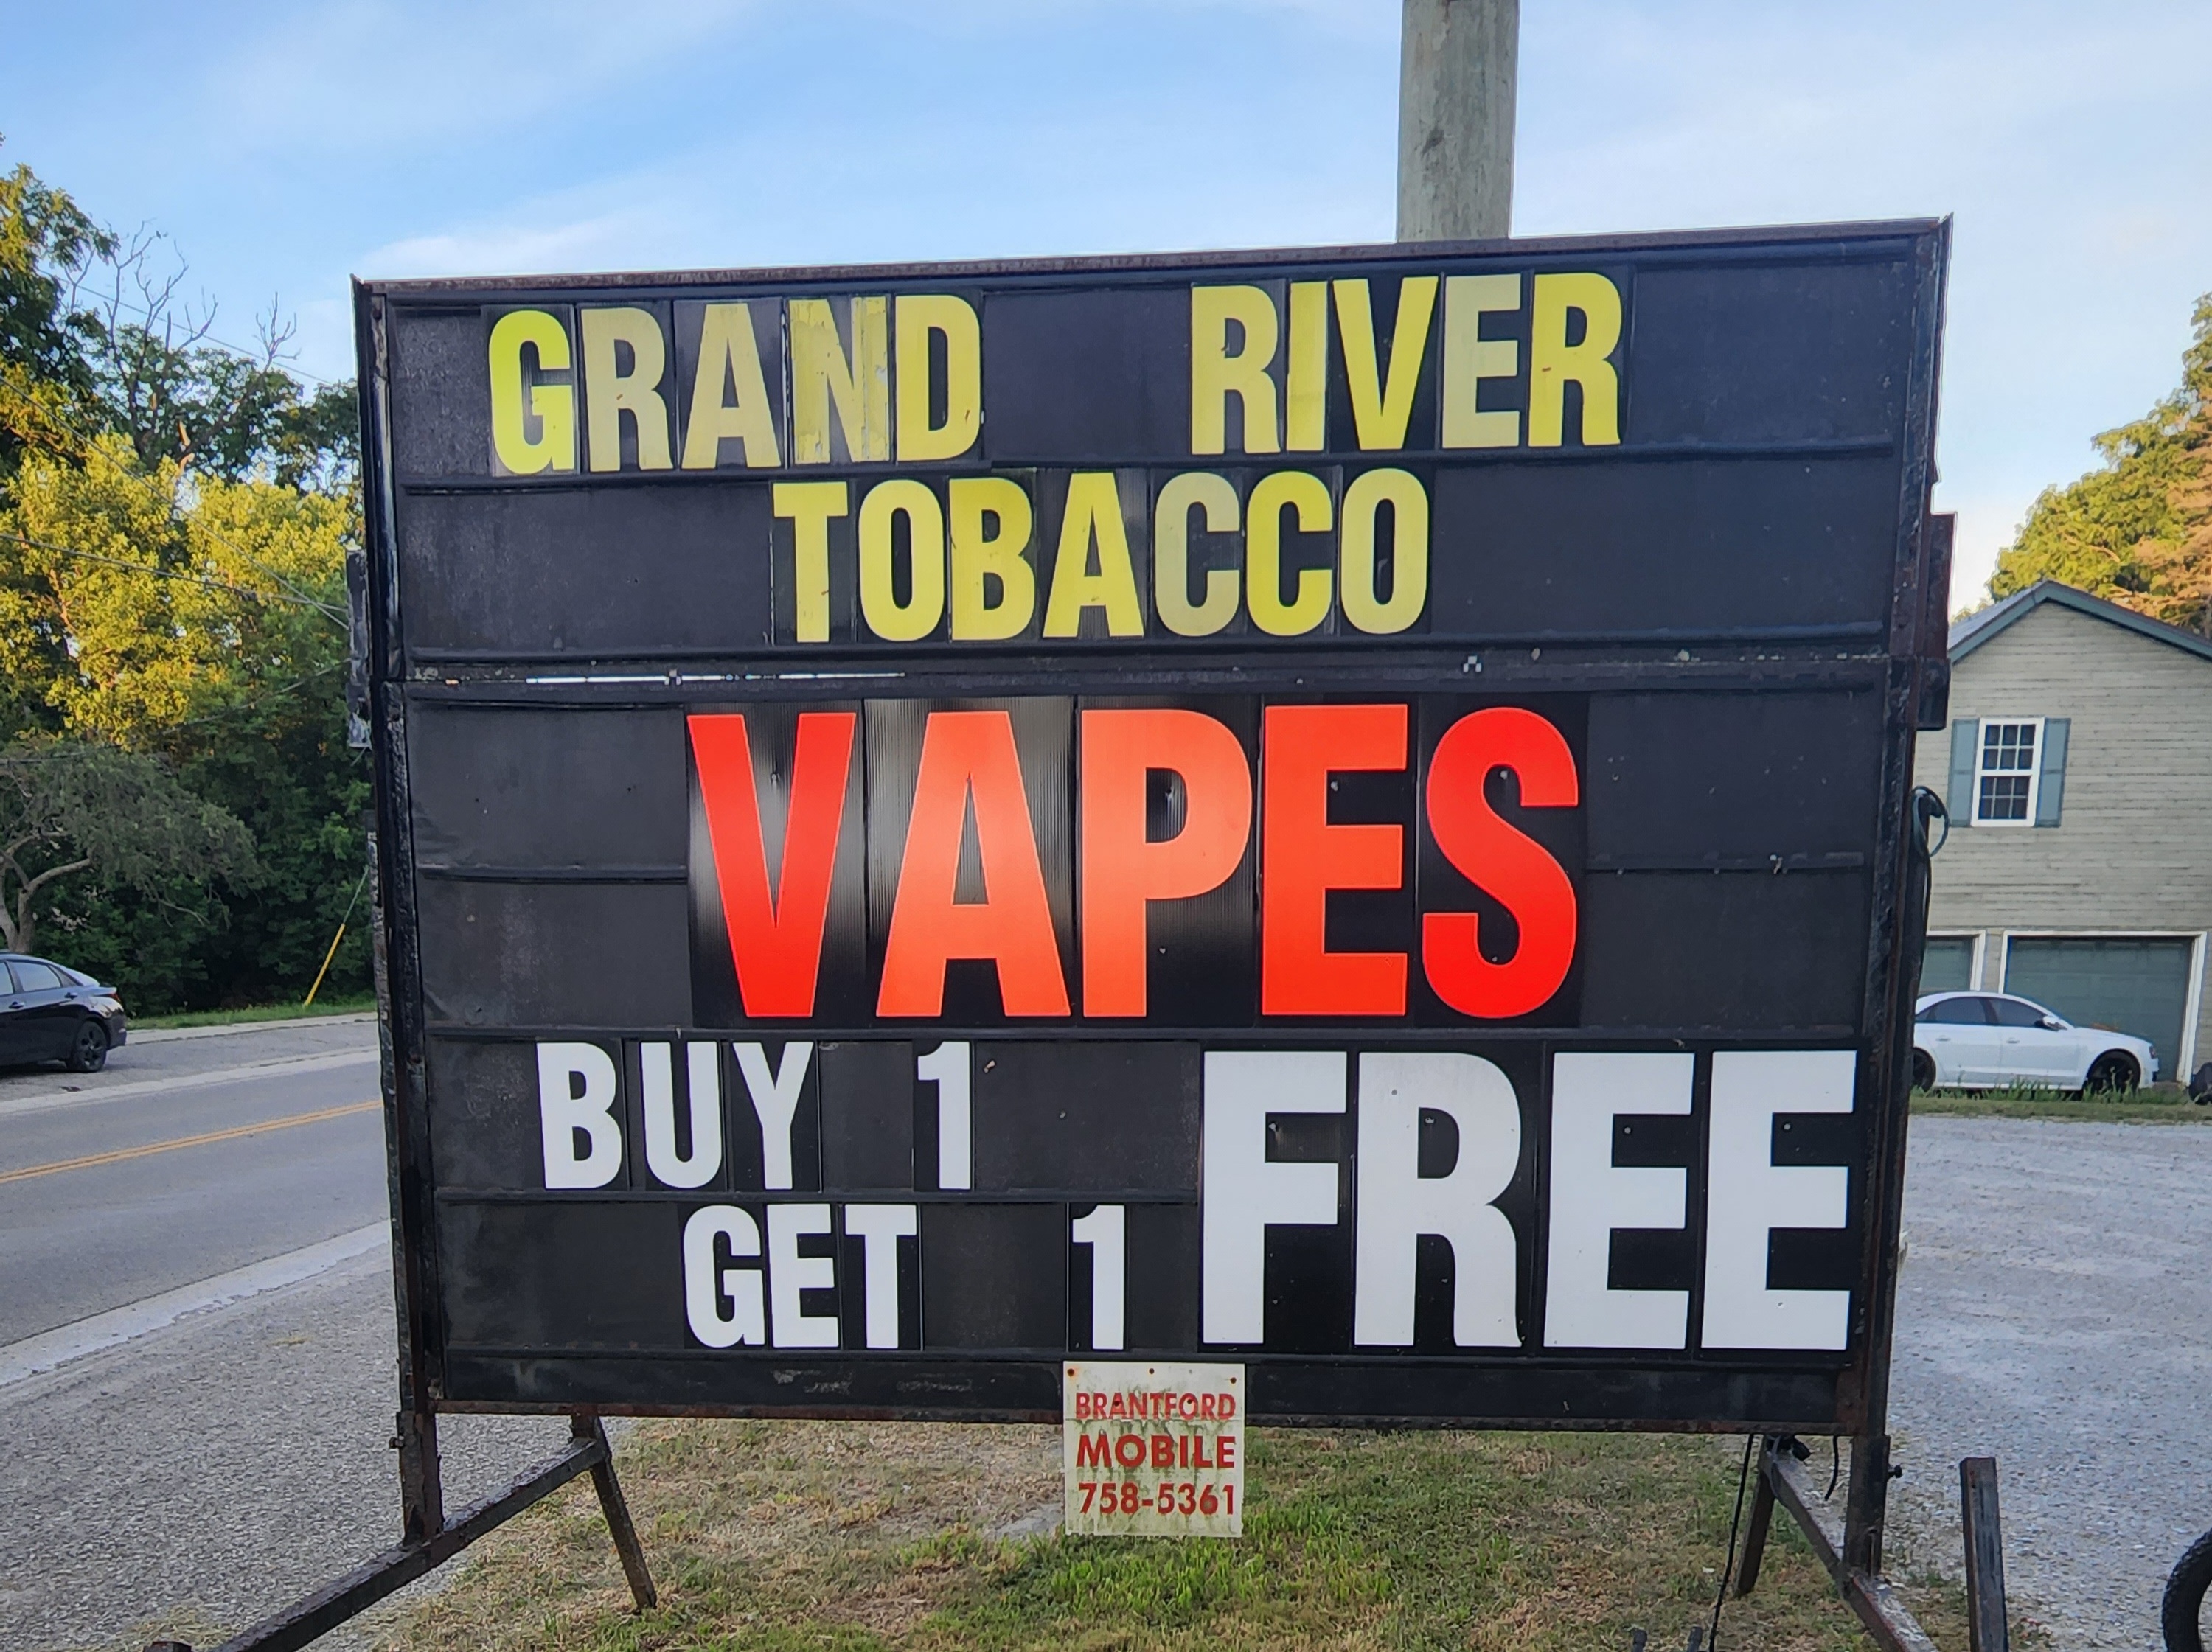 GRAND RIVER
TOBACCO
VAPES
BUY 1
GET 1 FREE
BRANTFORD
MOBILE
758-5361